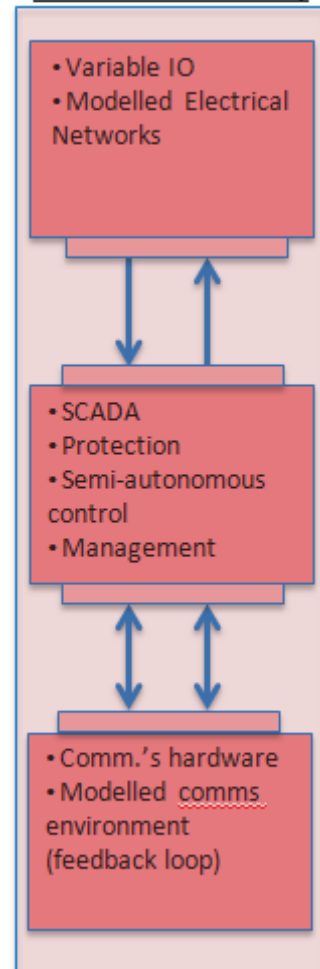 • Variable IO
• Modelled Electrical
Networks
• SCADA
• Protection
• Semi-autonomous
control
• Management
• Comm.'s hardware
• Modelled comms
environment
(feedback loop)